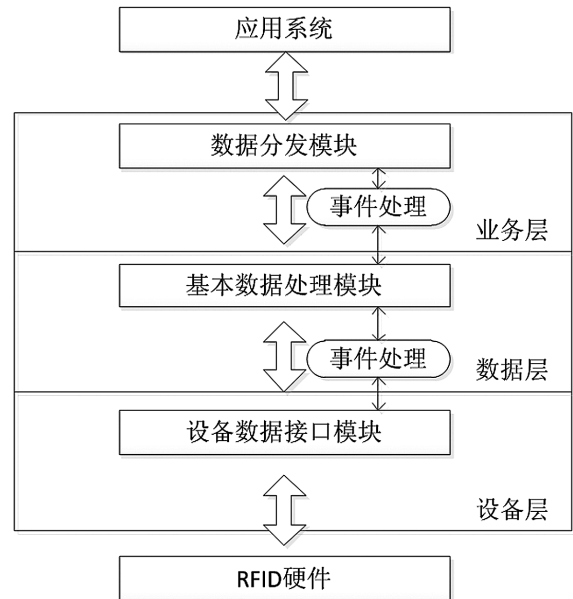 应用系统
数据分发模块
事件处理
业务层
基本数据处理模块
事件处理
数据层
设备数据接口模块
设备层
RFID硬件